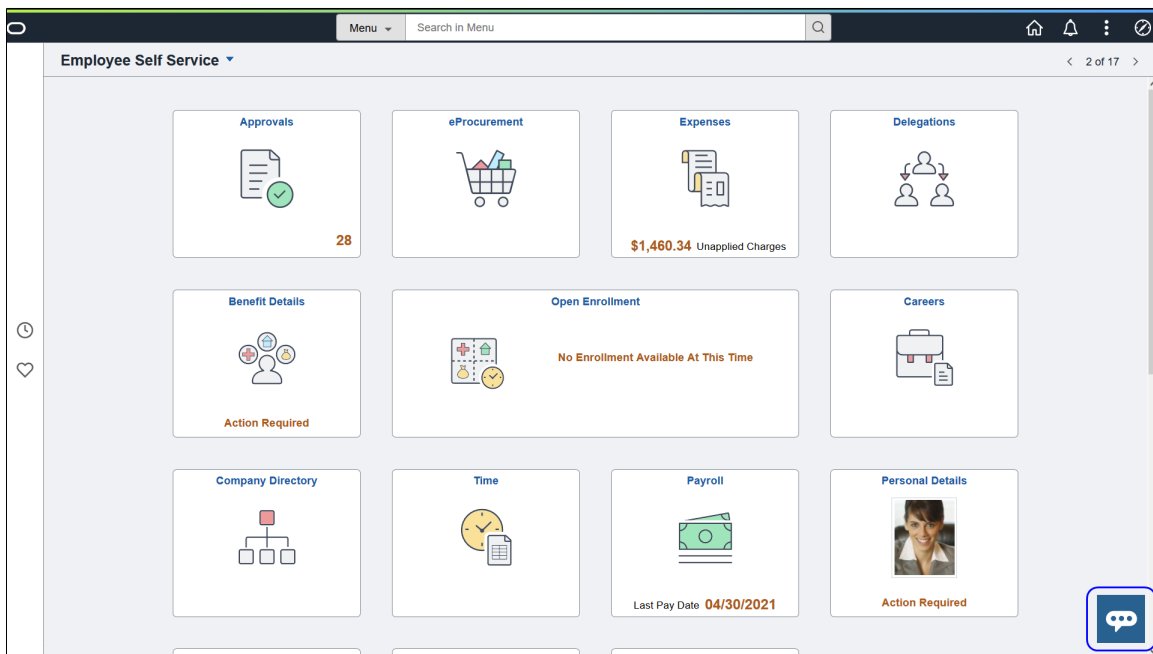 Menu
Search in Menu
Employee Self Service
2 of 17
Approvals
28
eProcurement
Expenses
$1,460.34 Unapplied Charges
Delegations
Benefit Details
Action Required
Open Enrollment
No Enrollment Available At This Time
Careers
Company Directory
Time
Payroll
Last Pay Date 04/30/2021
Personal Details
Action Required